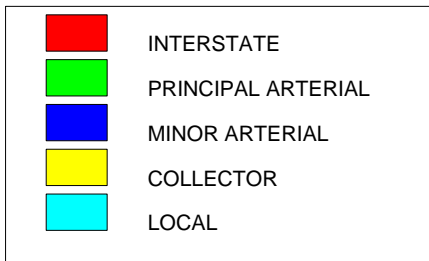 INTERSTATE
PRINCIPAL ARTERIAL
MINOR ARTERIAL
COLLECTOR
LOCAL